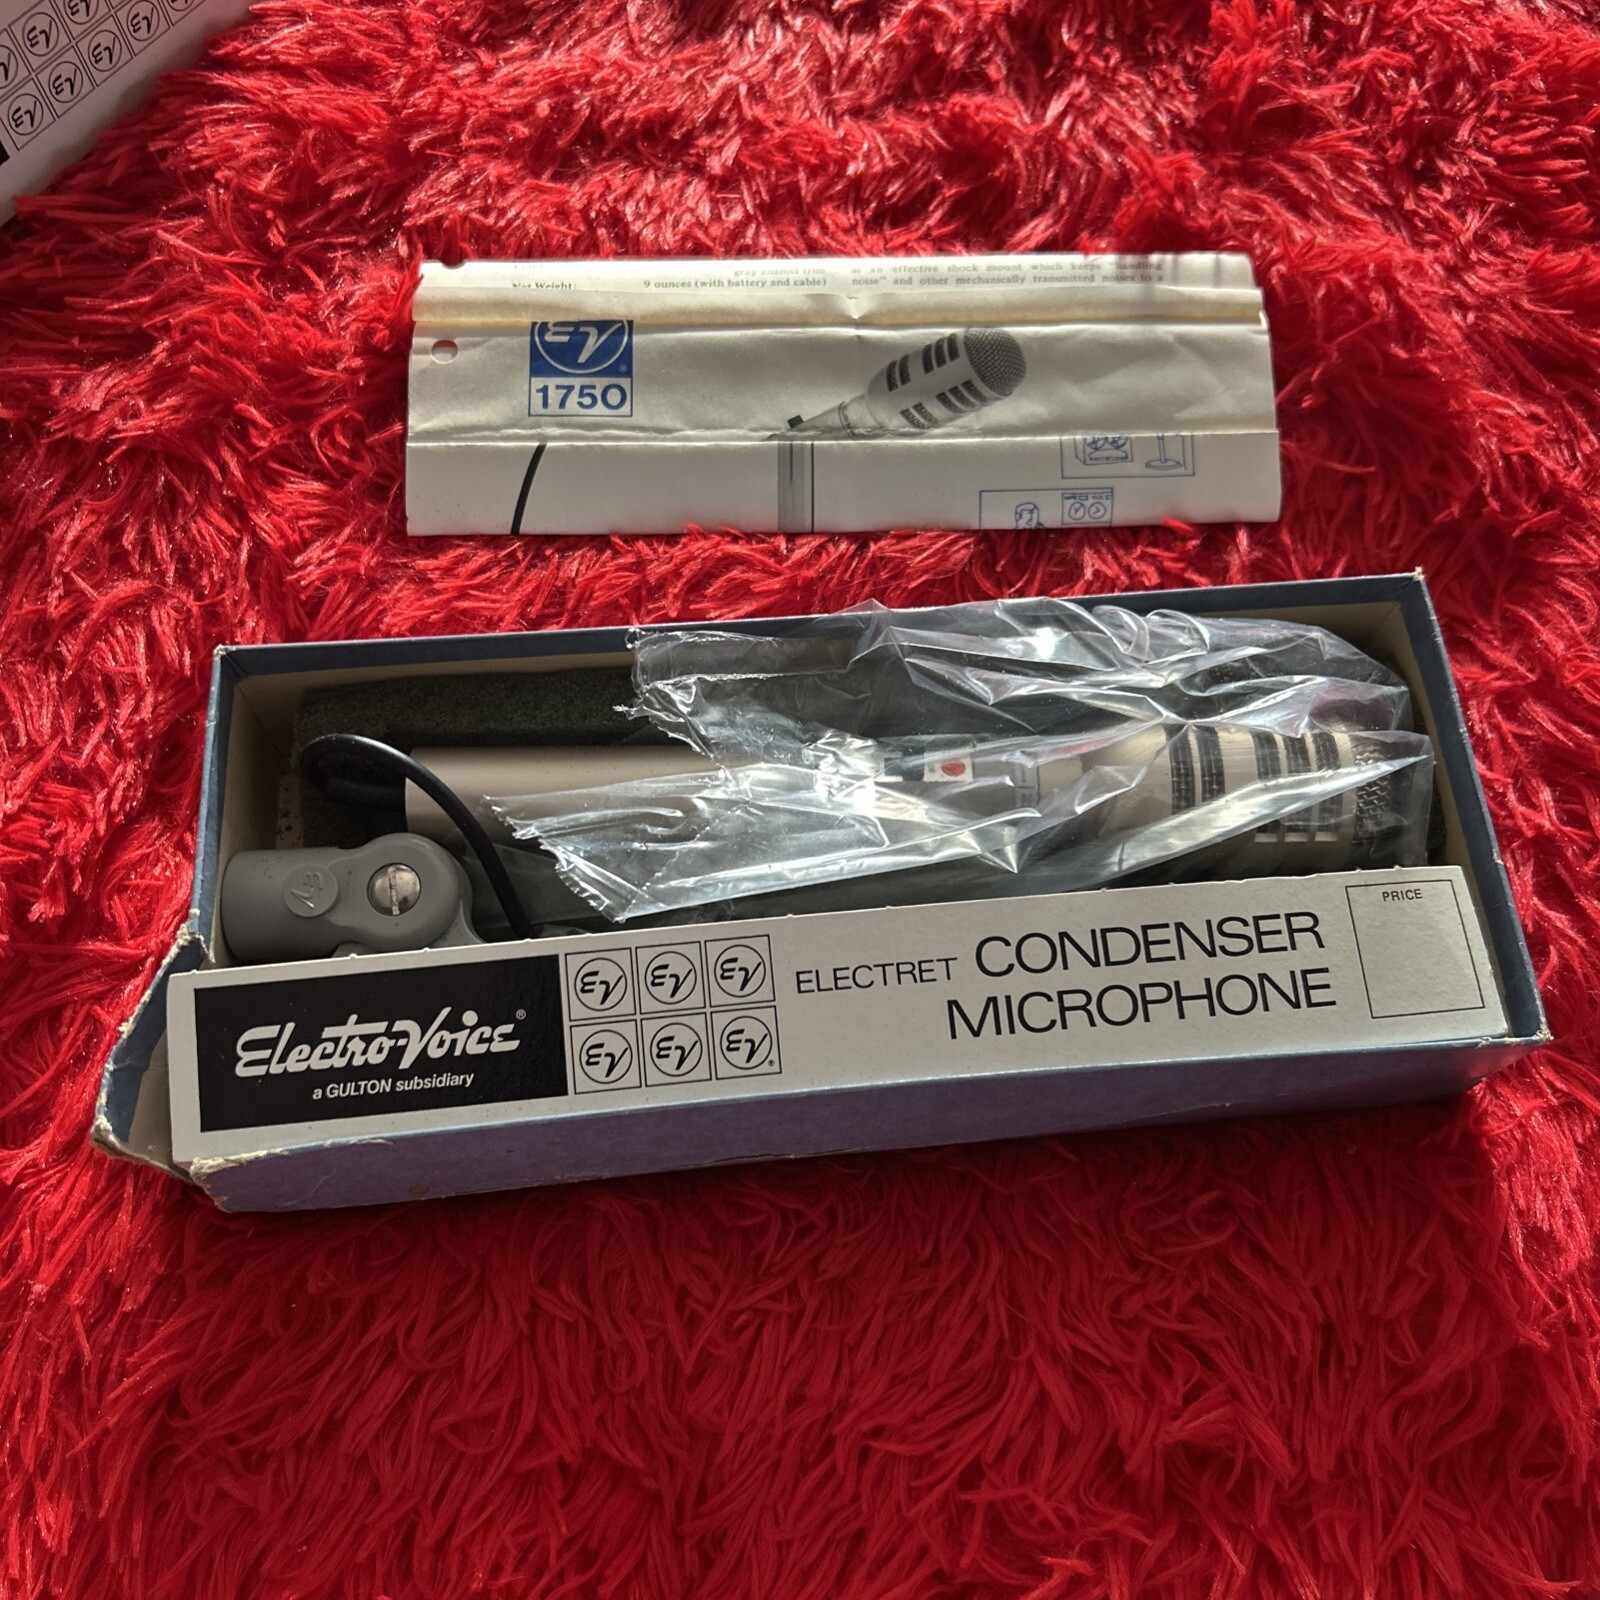 gray enamel trim
Net Weight:
9 ounces (with battery and cable)
as an effective shock mount which keeps "handling
noise" and other mechanically transmitted noises to a
EV
1750
EV
Electro-Voice®
a GULTON subsidiary
EV EV EV
EV EV EV®
ELECTRET CONDENSER
MICROPHONE
PRICE